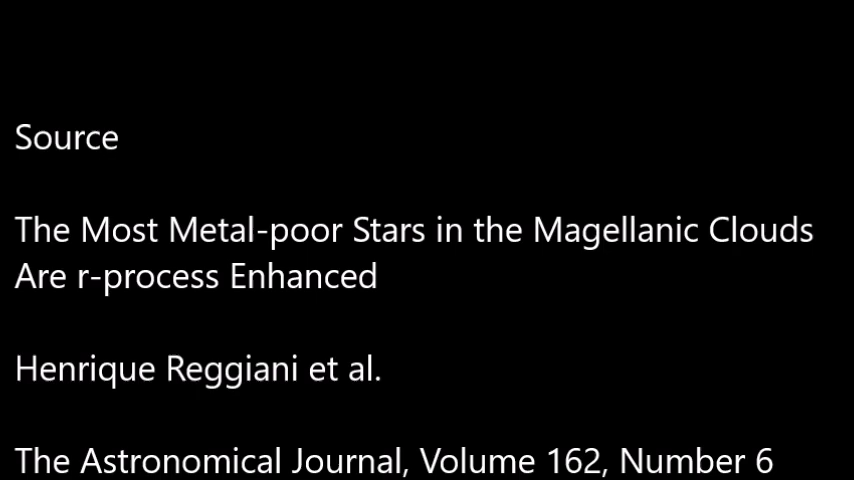 Source
The Most Metal-poor Stars in the Magellanic Clouds
Are r-process Enhanced
Henrique Reggiani et al.
The Astronomical Journal, Volume 162, Number 6